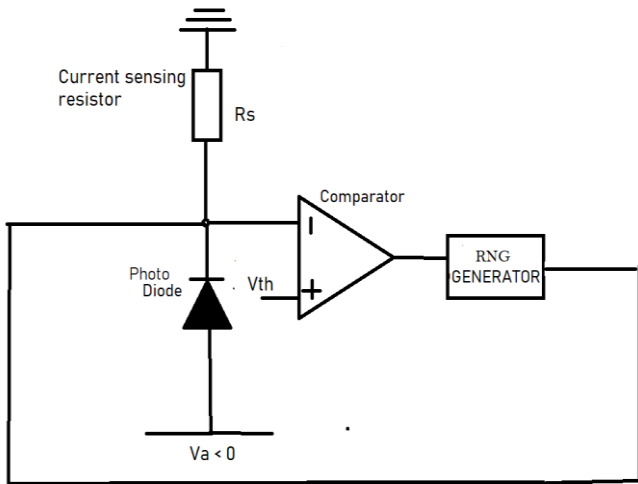 Current sensing
resistor
Rs
Comparator
Photo
Diode
Vth
RNG
GENERATOR
Va < 0